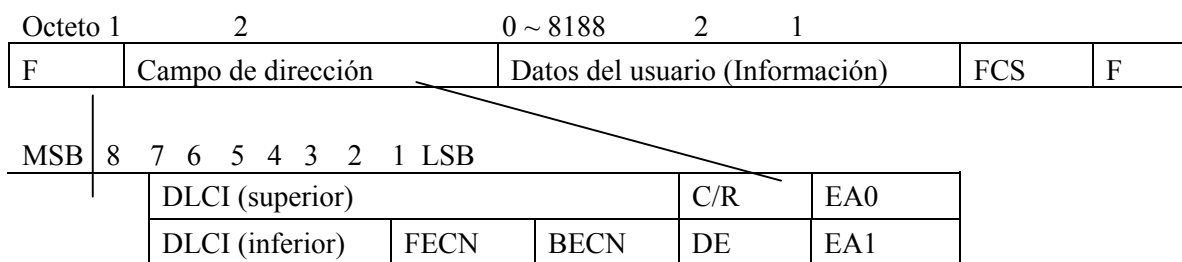 Octeto 1 2 0 ~ 8188 2 1
F Campo de dirección Datos del usuario (Información) FCS F
MSB 8 7 6 5 4 3 2 1 LSB
DLCI (superior) C/R EA0
DLCI (inferior) FECN BECN DE EA1